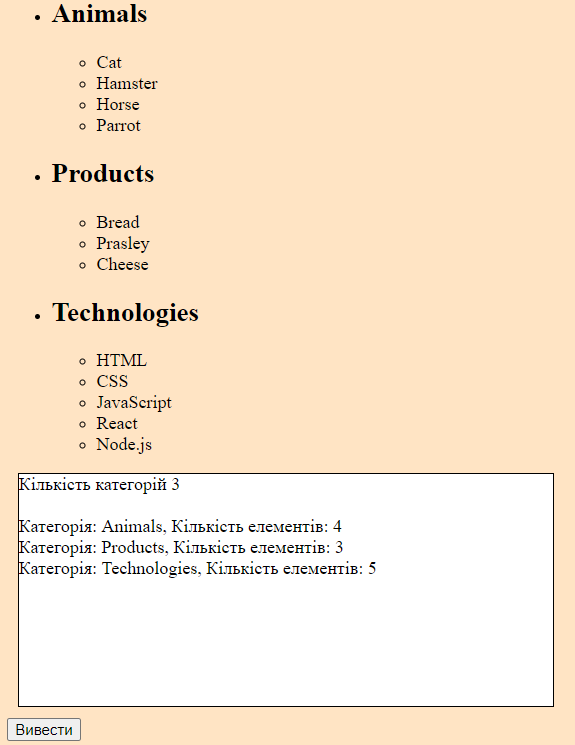 Animals
Cat
Hamster
Horse
Parrot
Products
Bread
Prasley
Cheese
Technologies
HTML
CSS
JavaScript
React
Node.js
Кількість категорій 3
Категорія: Animals, Кількість елементів: 4
Категорія: Products, Кількість елементів: 3
Категорія: Technologies, Кількість елементів: 5
Вивести